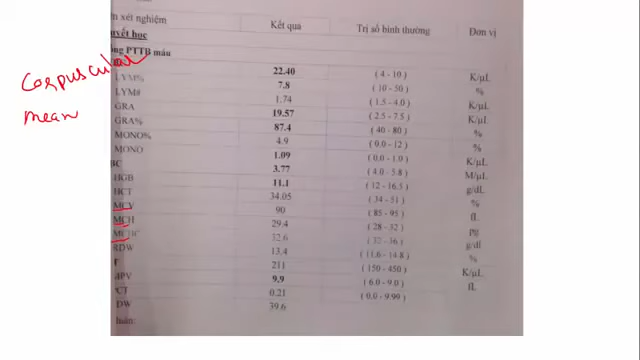 ên xét nghiệm Kết quả Trị số bình thường Đơn vị
uyết học
ông PTTB máu
22.40 ( 4 - 10 ) K/µL
LYM% 7.8 ( 10 - 50 ) %
LYM# 1.74 ( 1.5 - 4.0 ) K/µL
GRA 19.57 ( 2.5 - 7.5 ) K/µL
GRA% 87.4 ( 40 - 80 ) %
MONO% 4.9 ( 0.0 - 12 ) %
MONO 1.09 ( 0.0 - 1.0 ) K/µL
BC 3.77 ( 4.0 - 5.8 ) M/µL
HGB 11.1 ( 12 - 16.5 ) g/dL
HCT 34.05 ( 34 - 51 ) %
MCV 90 ( 85 - 95 ) fL
MCH 29.4 ( 28 - 32 ) pg
MCHC 32.6 ( 32 - 36 ) g/dl
RDW 13.4 ( 11.6 - 14.8 ) %
211 ( 150 - 450 ) K/µL
MPV 9.9 ( 6.0 - 9.0 ) fL
PCT 0.21 ( 0.0 - 9.99 )
DW 39.6
luận:
Corpuscular
mean